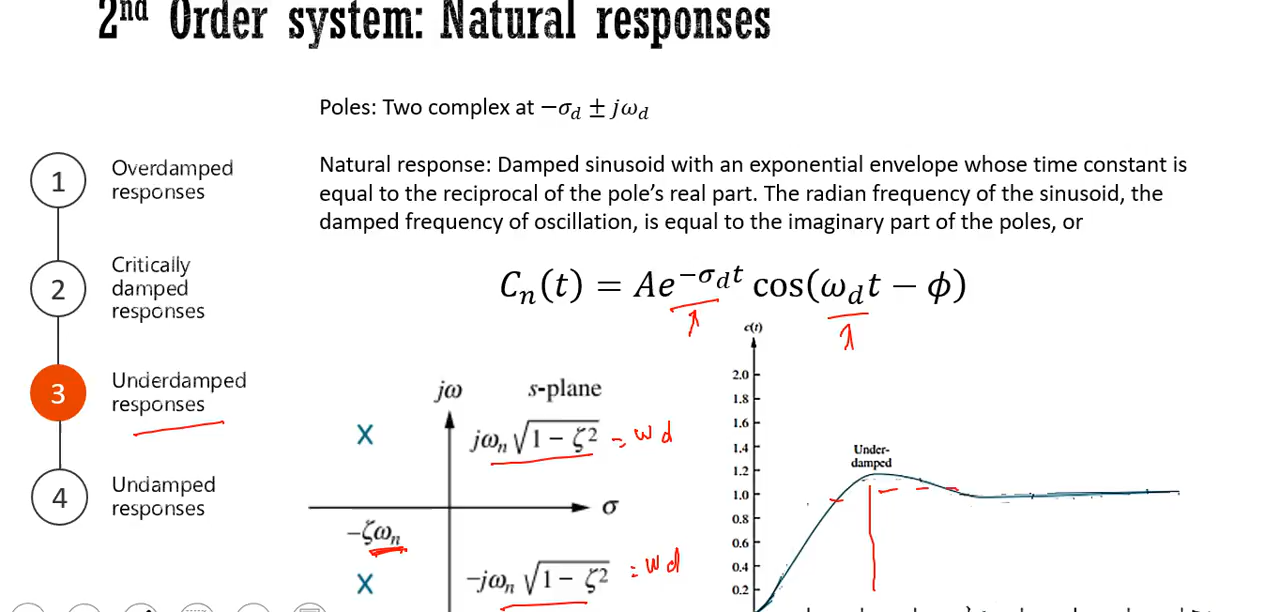 2nd Order system: Natural responses
Poles: Two complex at −σd ± jωd
Natural response: Damped sinusoid with an exponential envelope whose time constant is
equal to the reciprocal of the pole's real part. The radian frequency of the sinusoid, the
damped frequency of oscillation, is equal to the imaginary part of the poles, or
Cn(t) = Ae^−σdt cos(ωdt − ϕ)
1
Overdamped
responses
2
Critically
damped
responses
3
Underdamped
responses
4
Undamped
responses
jω
s-plane
X
jωn√1 − ζ²
= wd
σ
−ζωn
X
−jωn√1 − ζ²
= wd
c(t)
2.0
1.8
1.6
1.4
1.2
1.0
0.8
0.6
0.4
0.2
Under-
damped